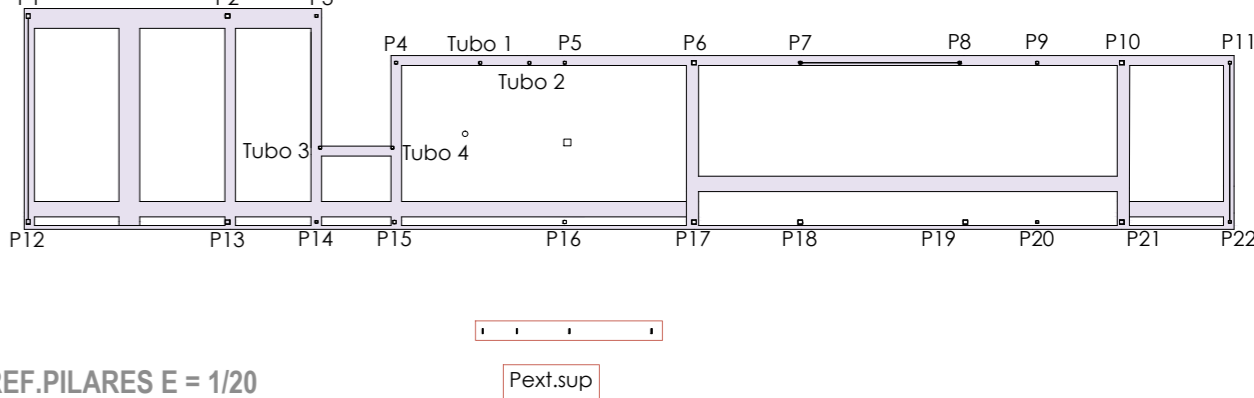 P4 Tubo 1 P5 P6 P7 P8 P9 P10 P11
Tubo 2
Tubo 3 Tubo 4
P12 P13 P14 P15 P16 P17 P18 P19 P20 P21 P22
Pext.sup
REF.PILARES E = 1/20